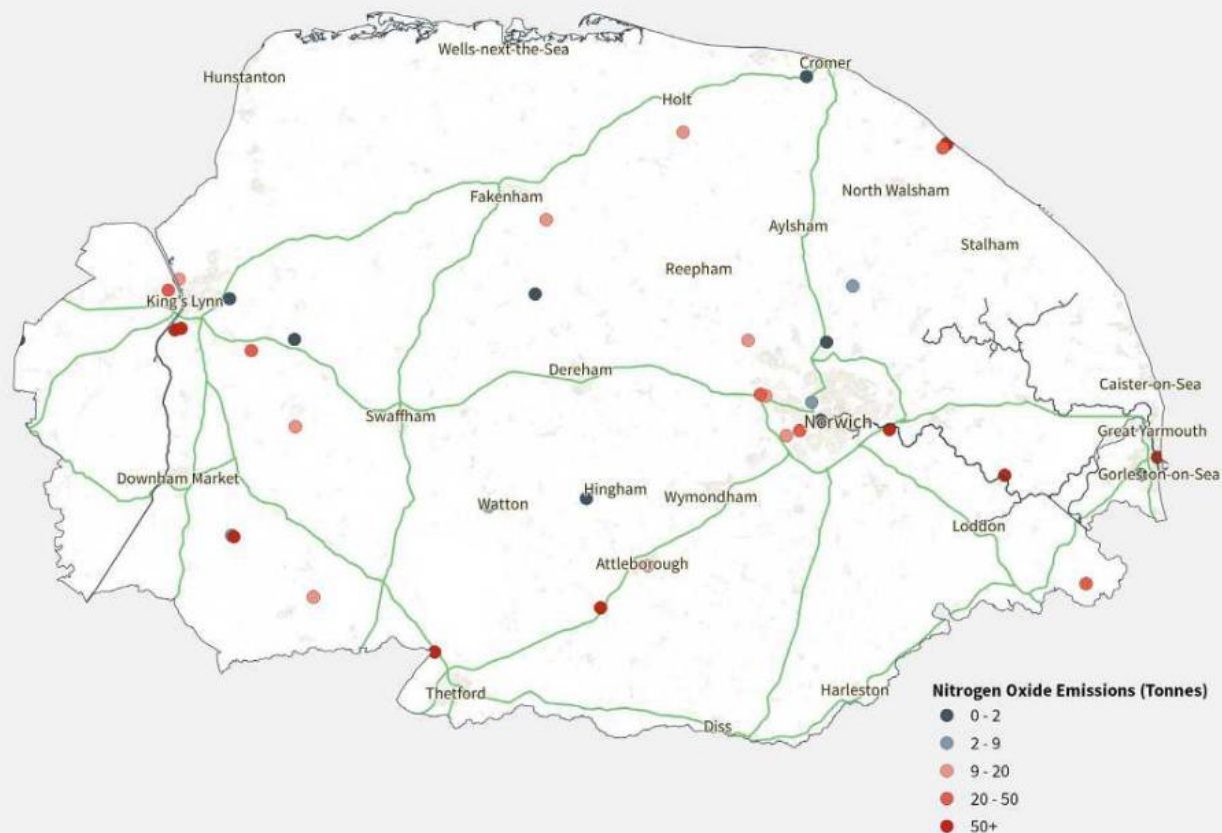 Wells-next-the-Sea
Cromer
Hunstanton
Holt
North Walsham
Fakenham
Aylsham
Stalham
Reepham
King's Lynn
Dereham
Caister-on-Sea
Swaffham
Norwich
Great Yarmouth
Downham Market
Gorleston-on-Sea
Hingham
Wymondham
Watton
Loddon
Attleborough
Thetford
Harleston
Diss
Nitrogen Oxide Emissions (Tonnes)
0 - 2
2 - 9
9 - 20
20 - 50
50+